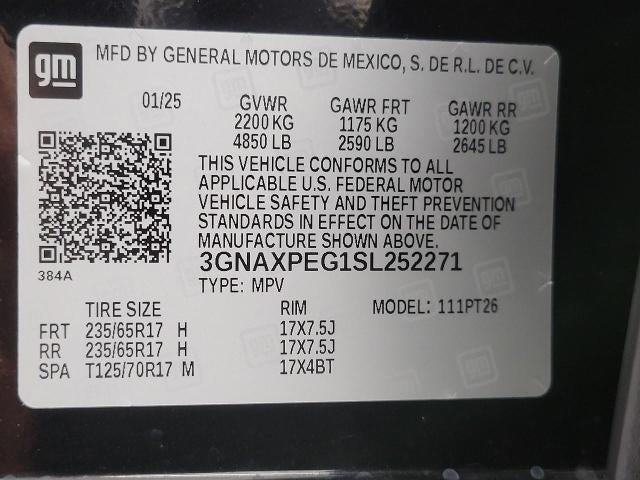 gm
MFD BY GENERAL MOTORS DE MEXICO, S. DE R.L. DE C.V.
01/25 GVWR GAWR FRT GAWR RR
2200 KG 1175 KG 1200 KG
4850 LB 2590 LB 2645 LB
THIS VEHICLE CONFORMS TO ALL
APPLICABLE U.S. FEDERAL MOTOR
VEHICLE SAFETY AND THEFT PREVENTION
STANDARDS IN EFFECT ON THE DATE OF
MANUFACTURE SHOWN ABOVE.
384A
3GNAXPEG1SL252271
TYPE: MPV
TIRE SIZE RIM MODEL: 111PT26
FRT 235/65R17 H 17X7.5J
RR 235/65R17 H 17X7.5J
SPA T125/70R17 M 17X4BT